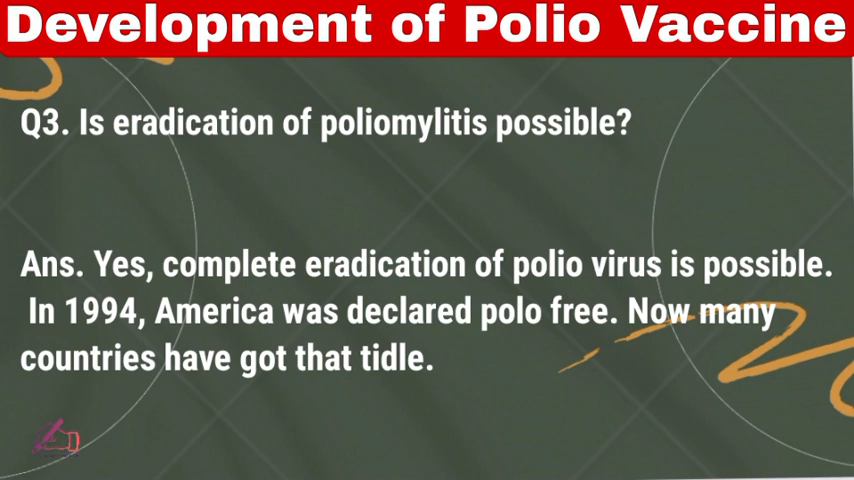 Development of Polio Vaccine
Q3. Is eradication of poliomylitis possible?
Ans. Yes, complete eradication of polio virus is possible.
In 1994, America was declared polo free. Now many
countries have got that tidle.